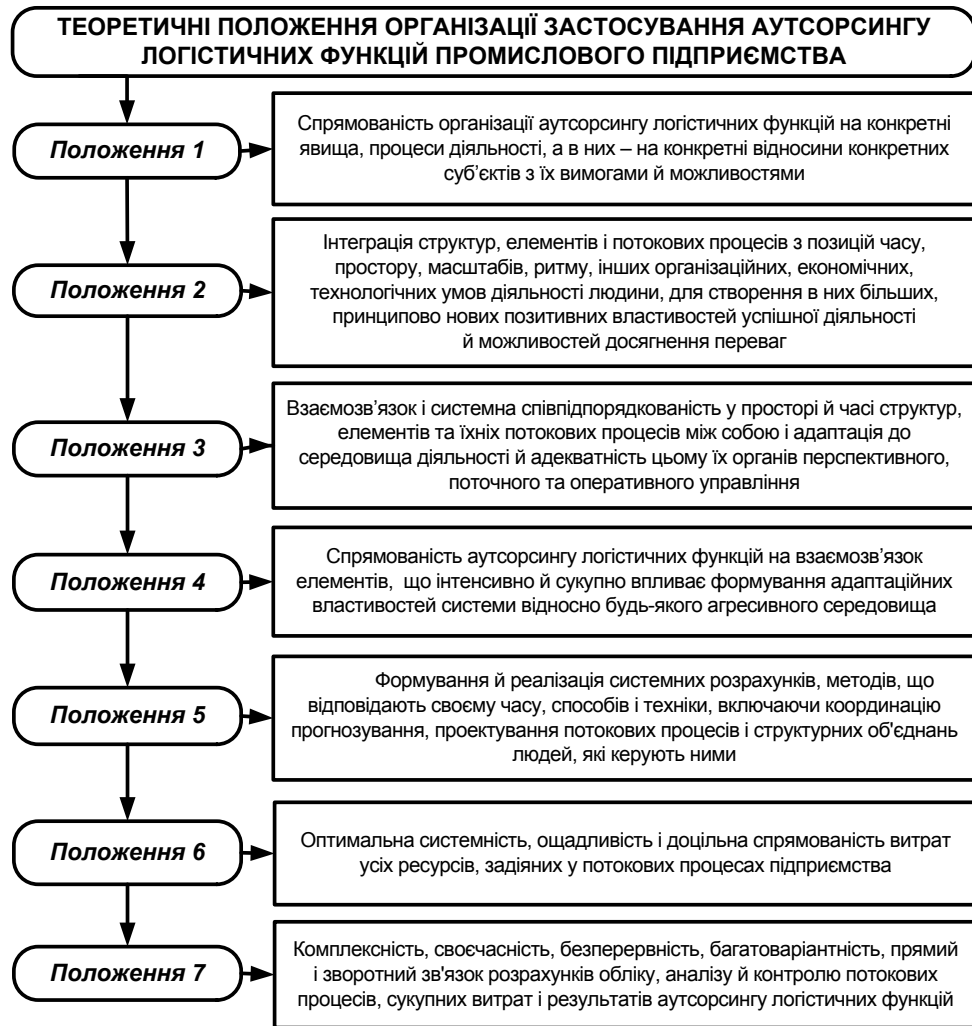 ТЕОРЕТИЧНІ ПОЛОЖЕННЯ ОРГАНІЗАЦІЇ ЗАСТОСУВАННЯ АУТСОРСИНГУ
ЛОГІСТИЧНИХ ФУНКЦІЙ ПРОМИСЛОВОГО ПІДПРИЄМСТВА
Положення 1
Спрямованість організації аутсорсингу логістичних функцій на конкретні
явища, процеси діяльності, а в них – на конкретні відносини конкретних
суб’єктів з їх вимогами й можливостями
Положення 2
Інтеграція структур, елементів і потокових процесів з позицій часу,
простору, масштабів, ритму, інших організаційних, економічних,
технологічних умов діяльності людини, для створення в них більших,
принципово нових позитивних властивостей успішної діяльності
й можливостей досягнення переваг
Положення 3
Взаємозв’язок і системна співпідпорядкованість у просторі й часі структур,
елементів та їхніх потокових процесів між собою і адаптація до
середовища діяльності й адекватність цьому їх органів перспективного,
поточного та оперативного управління
Положення 4
Спрямованість аутсорсингу логістичних функцій на взаємозв’язок
елементів,  що інтенсивно й сукупно впливає формування адаптаційних
властивостей системи відносно будь-якого агресивного середовища
Положення 5
Формування й реалізація системних розрахунків, методів, що
відповідають своєму часу, способів і техніки, включаючи координацію
прогнозування, проектування потокових процесів і структурних об'єднань
людей, які керують ними
Положення 6
Оптимальна системність, ощадливість і доцільна спрямованість витрат
усіх ресурсів, задіяних у потокових процесах підприємства
Положення 7
Комплексність, своєчасність, безперервність, багатоваріантність, прямий
і зворотний зв'язок розрахунків обліку, аналізу й контролю потокових
процесів, сукупних витрат і результатів аутсорсингу логістичних функцій